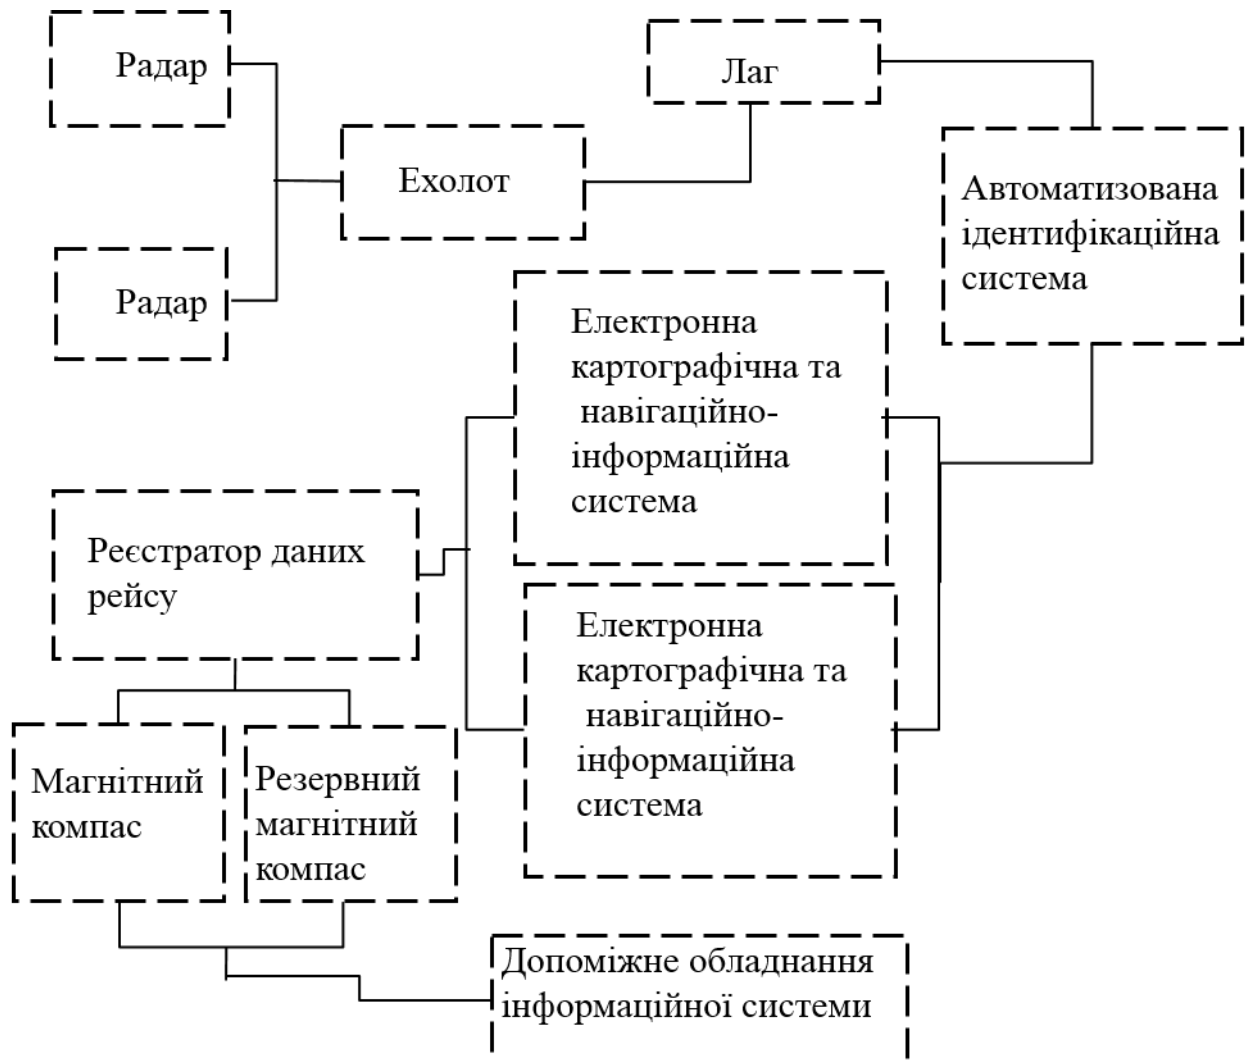 Радар
Лаг
Ехолот
Автоматизована
ідентифікаційна
система
Радар
Електронна
картографічна та
навігаційно-
інформаційна
система
Реєстратор даних
рейсу
Електронна
картографічна та
навігаційно-
інформаційна
система
Магнітний
компас
Резервний
магнітний
компас
Допоміжне обладнання
інформаційної системи